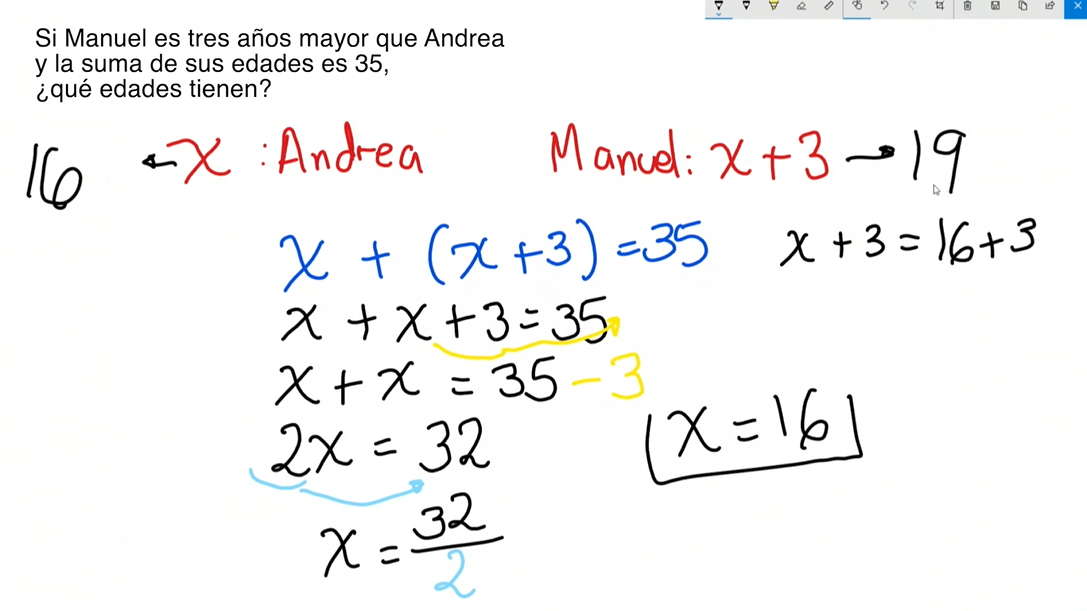 Si Manuel es tres años mayor que Andrea
y la suma de sus edades es 35,
¿qué edades tienen?
16 ← x : Andrea
Manuel: x + 3 → 19
x + (x + 3) = 35
x + 3 = 16 + 3
x + x + 3 = 35
x + x = 35 - 3
2x = 32
x = 16
x = 32/2